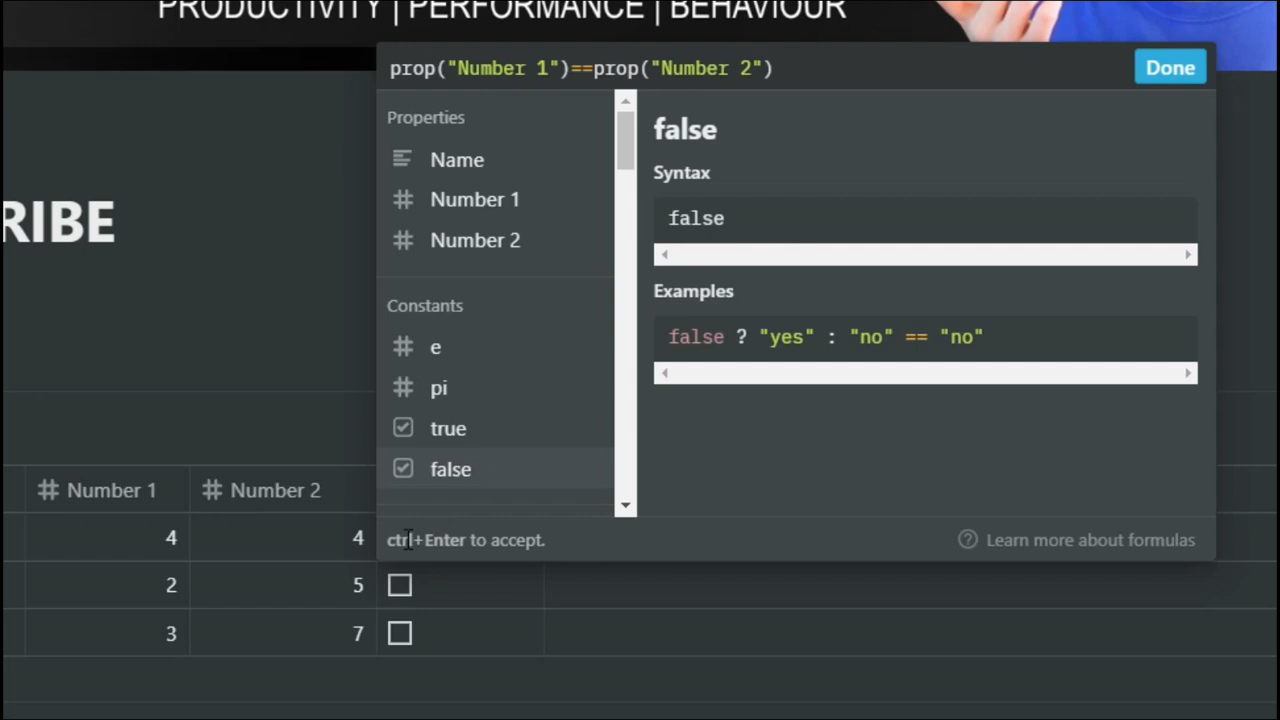 PRODUCTIVITY | PERFORMANCE | BEHAVIOUR
prop("Number 1")==prop("Number 2")
Done
Properties
Name
Number 1
Number 2
Constants
e
pi
true
false
false
Syntax
false
Examples
false ? "yes" : "no" == "no"
ctrl+Enter to accept.
Learn more about formulas
RIBE
Number 1 Number 2
4 4
2 5
3 7